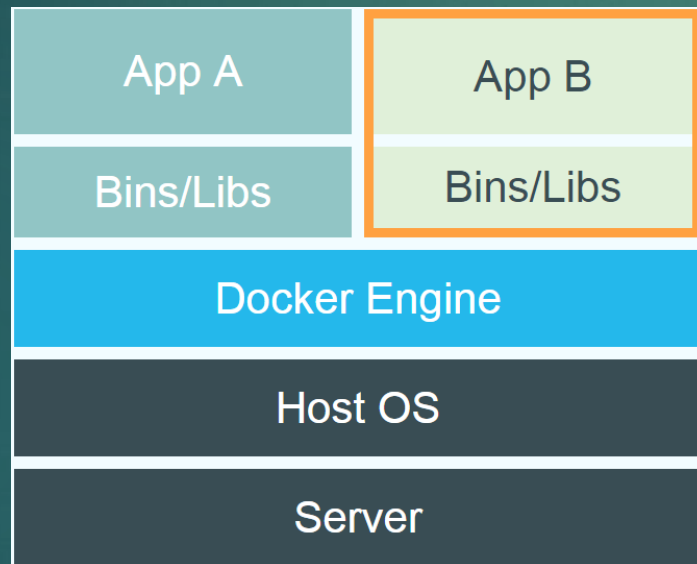 App A
App B
Bins/Libs
Bins/Libs
Docker Engine
Host OS
Server